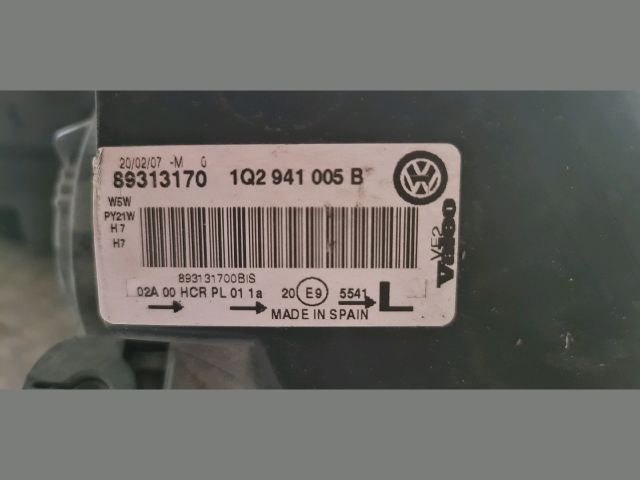 20/02/07 -M 0
89313170 1Q2 941 005 B
W5W
PY21W
H7
H7
893131700BIS
02A 00 HCR PL 01 1a 20 E9 5541 L
MADE IN SPAIN
VE2
Valeo